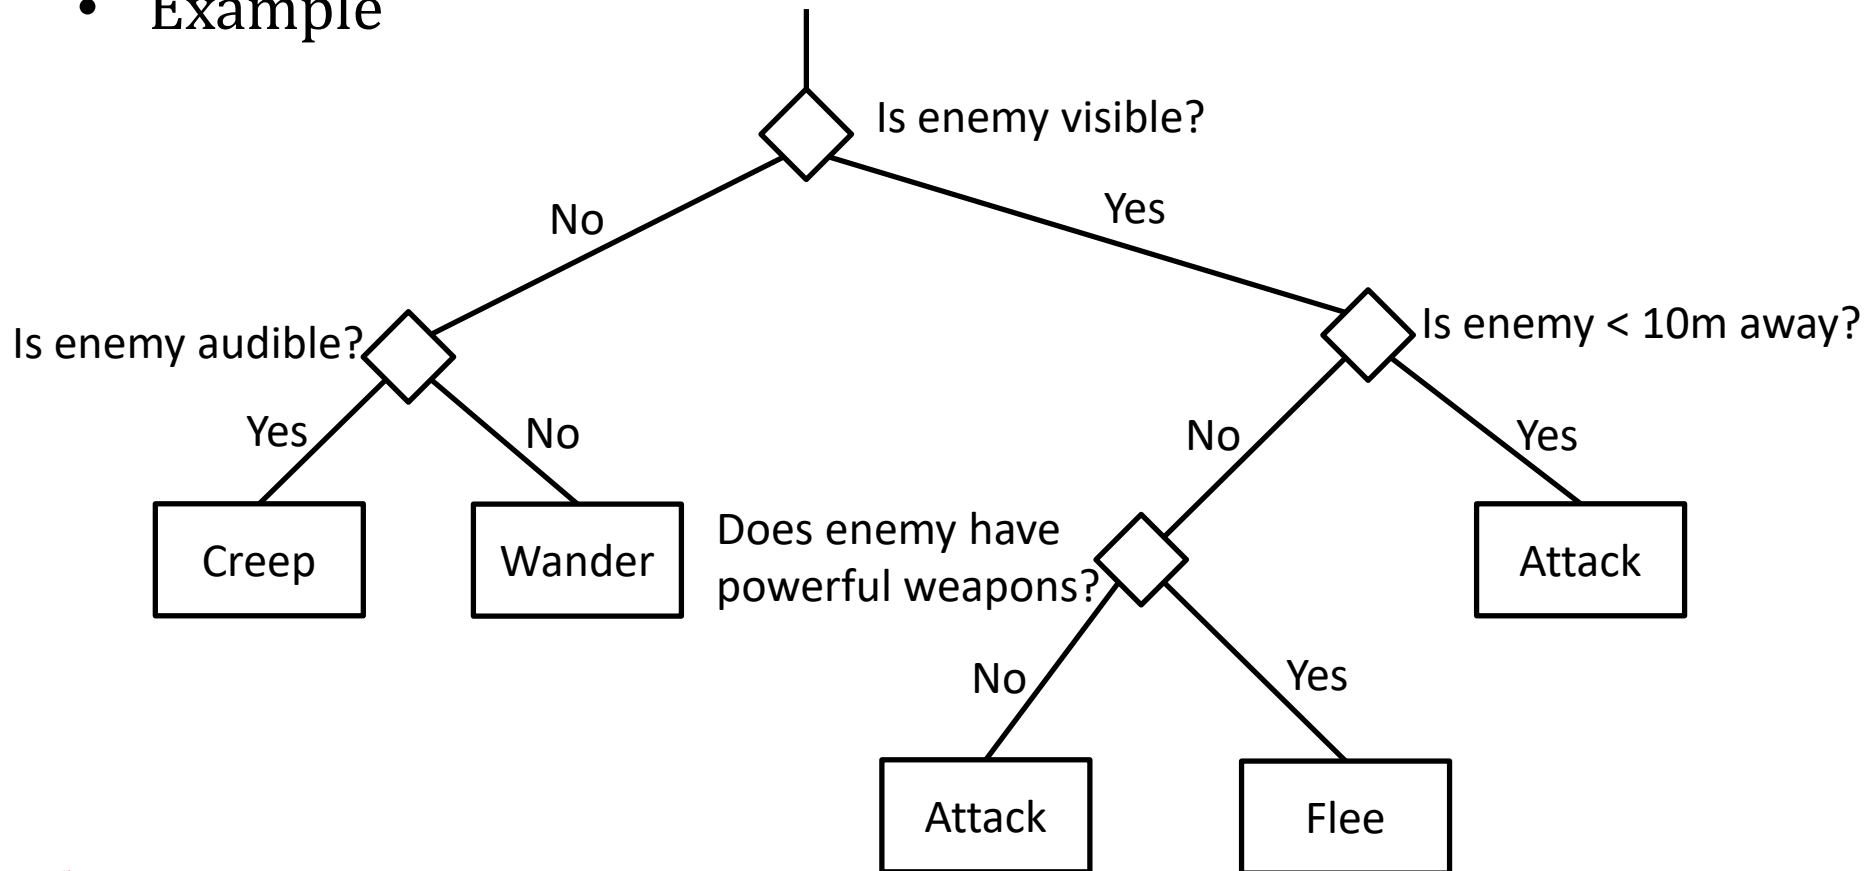 • Example
Is enemy visible?
No
Yes
Is enemy audible?
Is enemy < 10m away?
Yes
No
No
Yes
Creep
Wander
Does enemy have
powerful weapons?
Attack
No
Yes
Attack
Flee